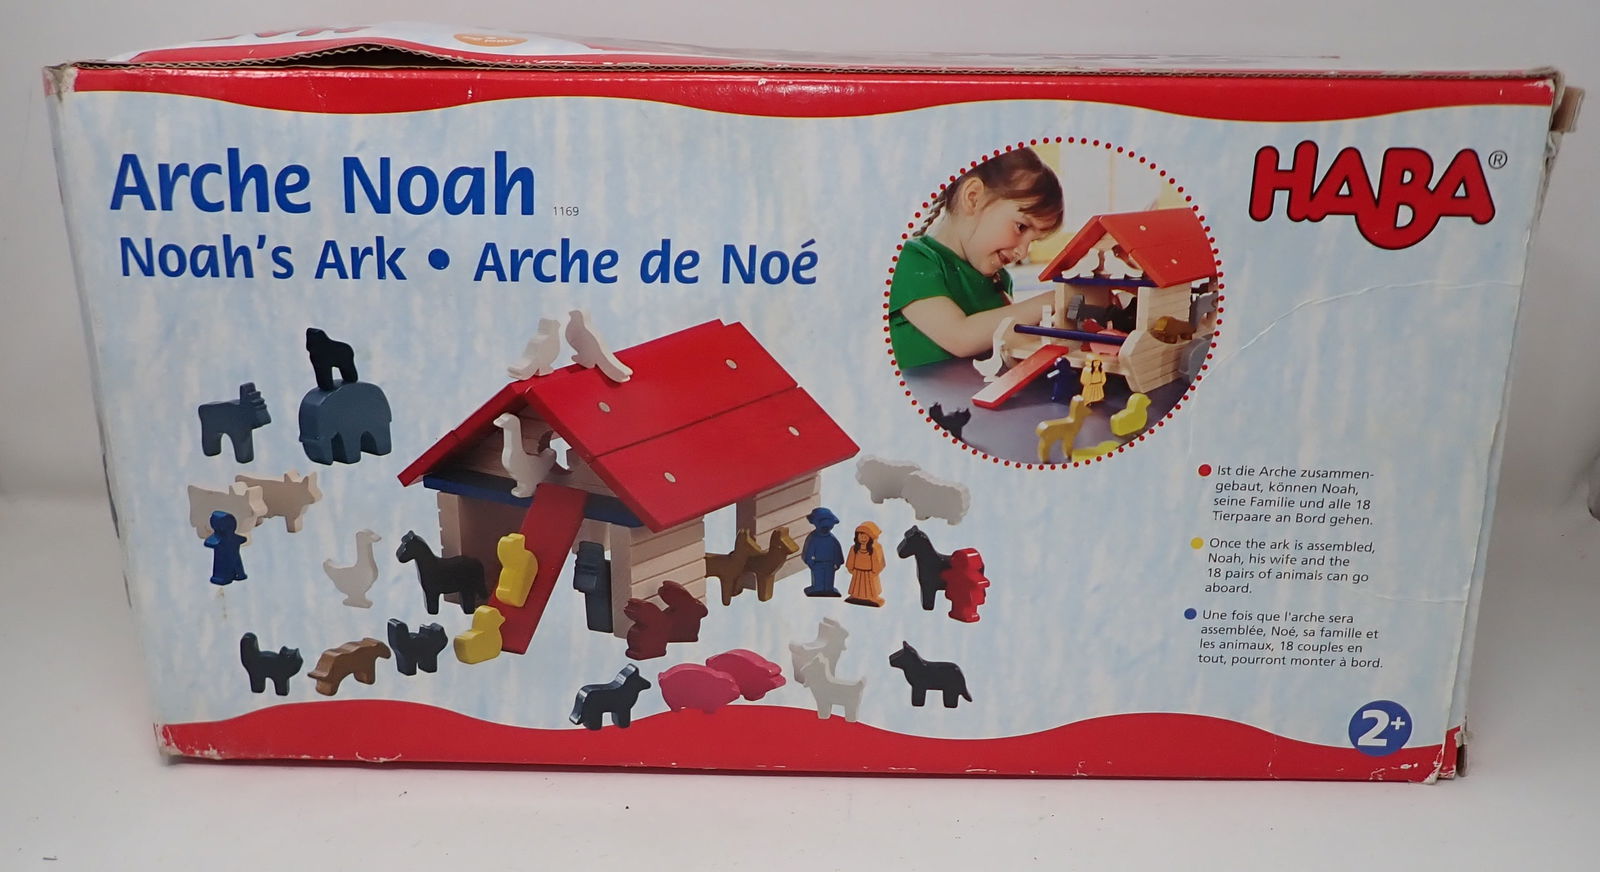 Arche Noah 1169
Noah's Ark • Arche de Noé
HABA®
Ist die Arche zusammen-
gebaut, können Noah,
seine Familie und alle 18
Tierpaare an Bord gehen.
Once the ark is assembled,
Noah, his wife and the
18 pairs of animals can go
aboard.
Une fois que l'arche sera
assemblée, Noé, sa famille et
les animaux, 18 couples en
tout, pourront monter à bord.
2+